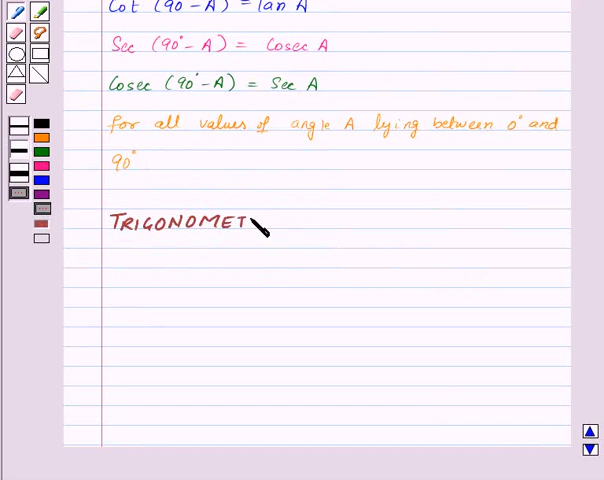 Cot (90°-A) = Tan A
Sec (90°-A) = Cosec A
Cosec (90°-A) = Sec A
for all values of angle A lying between 0° and
90°
TRIGONOMET